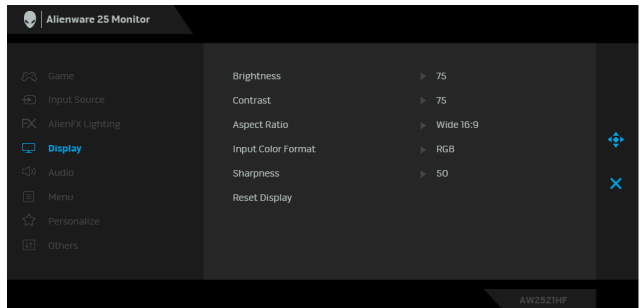 Alienware 25 Monitor
Game
Input Source
FX AlienFX Lighting
Display
Audio
Menu
Personalize
Others
Brightness 75
Contrast 75
Aspect Ratio Wide 16:9
Input Color Format RGB
Sharpness 50
Reset Display
AW2521HF